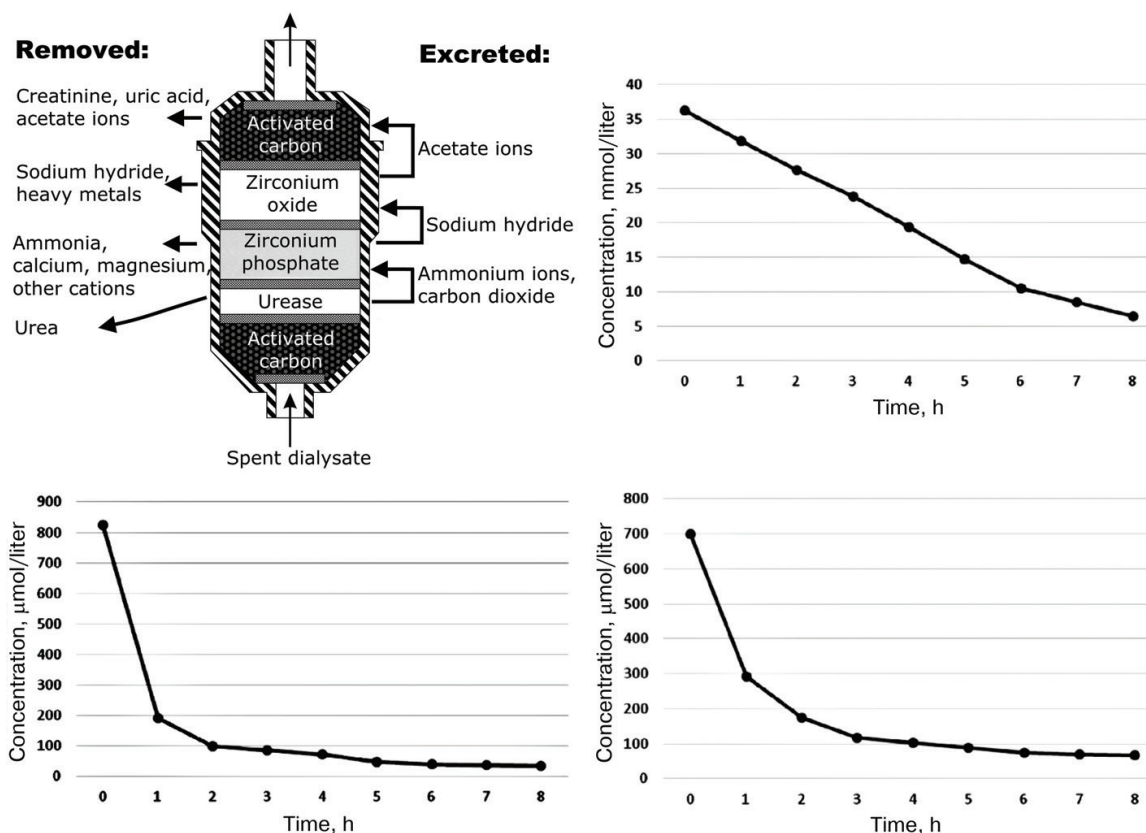 Removed:
Excreted:
Creatinine, uric acid,
acetate ions
Activated
carbon
Acetate ions
Sodium hydride,
heavy metals
Zirconium
oxide
Sodium hydride
Ammonia,
calcium, magnesium,
other cations
Zirconium
phosphate
Ammonium ions,
carbon dioxide
Urea
Urease
Activated
carbon
Spent dialysate
Concentration, mmol/liter
40
35
30
25
20
15
10
5
0
0 1 2 3 4 5 6 7 8
Time, h
Concentration, μmol/liter
900
800
700
600
500
400
300
200
100
0
0 1 2 3 4 5 6 7 8
Time, h
Concentration, μmol/liter
800
700
600
500
400
300
200
100
0
0 1 2 3 4 5 6 7 8
Time, h